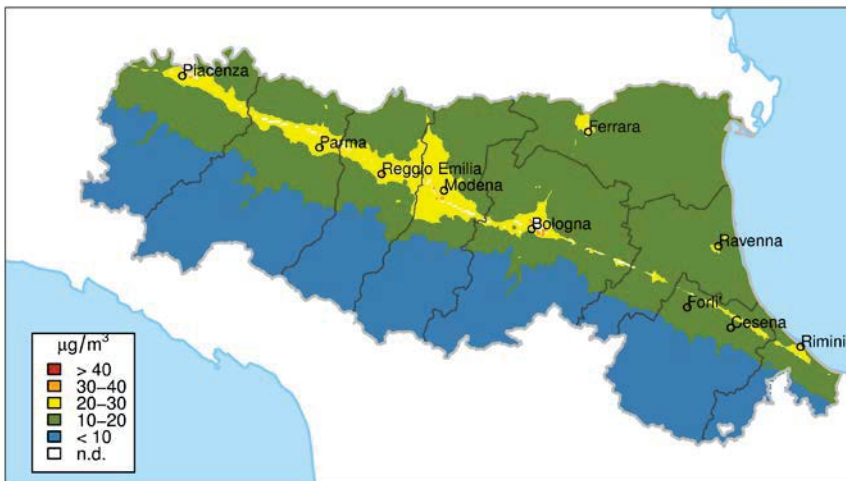 Piacenza
Parma
Ferrara
Reggio Emilia
Modena
Bologna
Ravenna
Forli'
Cesena
Rimini
µg/m³
> 40
30–40
20–30
10–20
< 10
n.d.